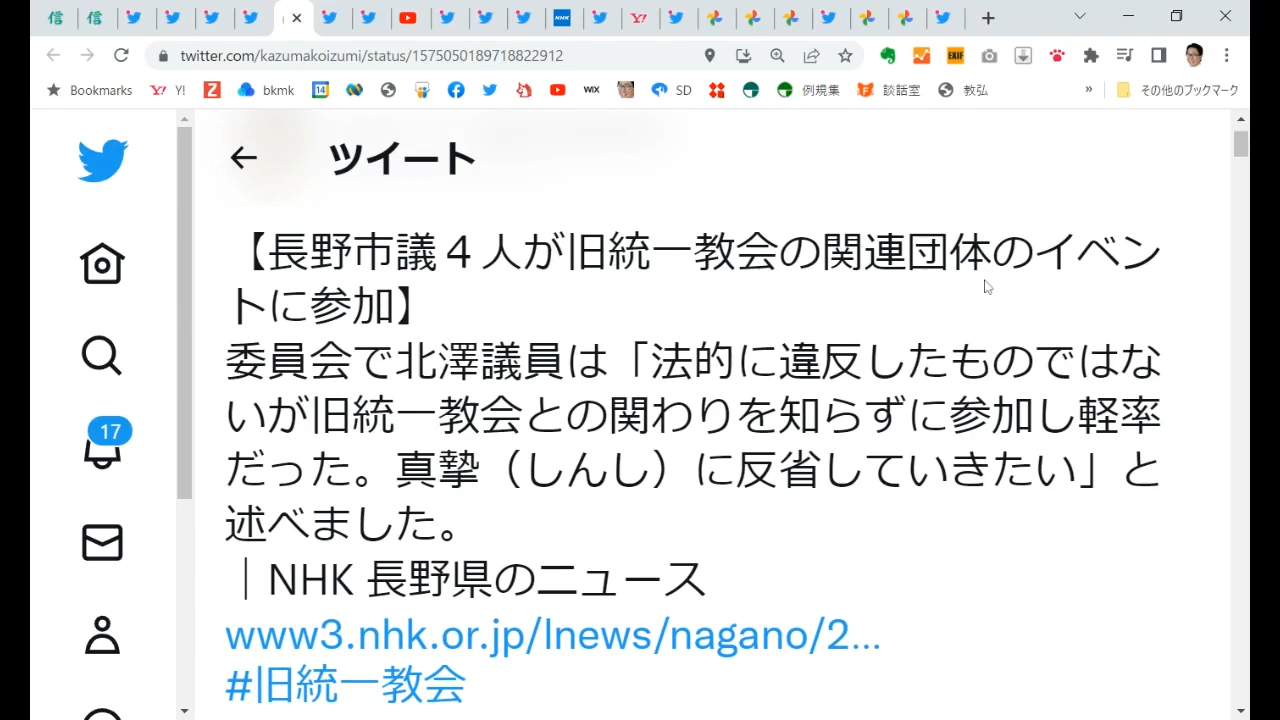 twitter.com/kazumakoizumi/status/1575050189718822912
Bookmarks Y! bkmk SD 例規集 談話室 教弘 » その他のブックマーク
ツイート
【長野市議４人が旧統一教会の関連団体のイベン
トに参加】
委員会で北澤議員は「法的に違反したものではな
いが旧統一教会との関わりを知らずに参加し軽率
だった。真摯（しんし）に反省していきたい」と
述べました。
｜NHK 長野県のニュース
www3.nhk.or.jp/lnews/nagano/2…
#旧統一教会
17